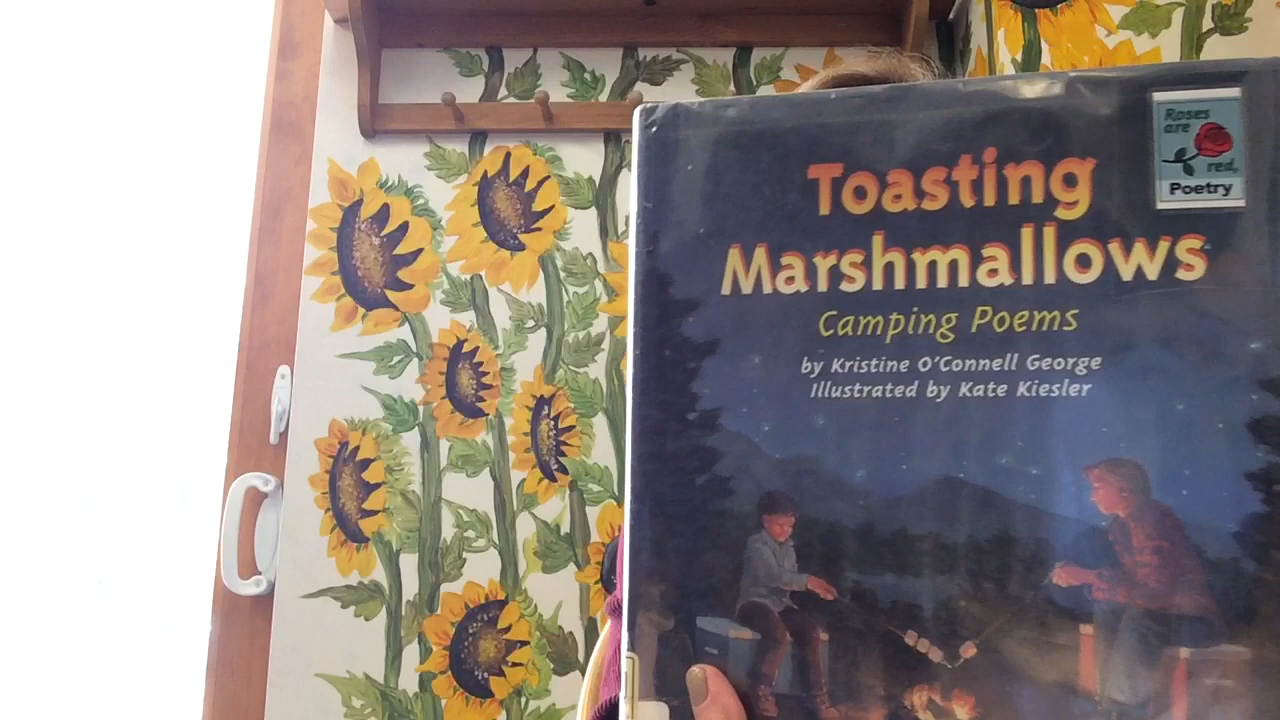 Roses
are
red,
Poetry
Toasting
Marshmallows
Camping Poems
by Kristine O'Connell George
Illustrated by Kate Kiesler